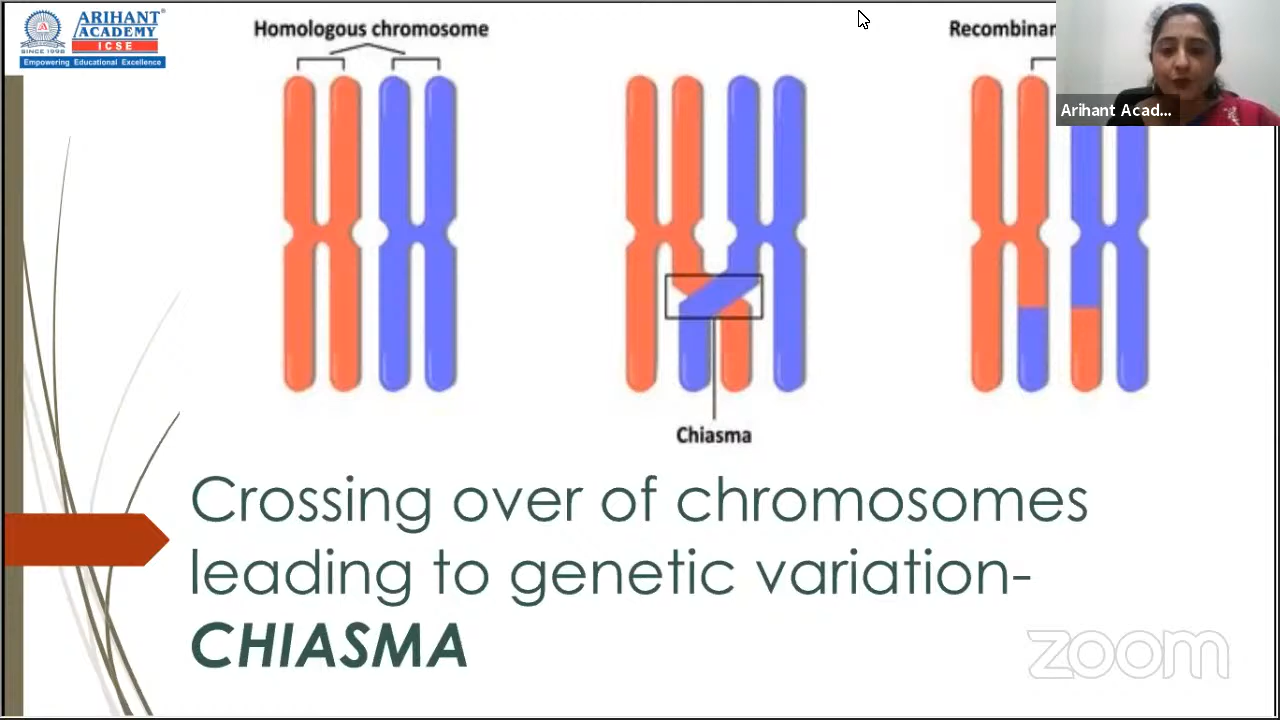 ARIHANT
ACADEMY
ICSE
SINCE 1998
Empowering Educational Excellence
Homologous chromosome
Arihant Acad...
Chiasma
Crossing over of chromosomes
leading to genetic variation-
CHIASMA
zoom